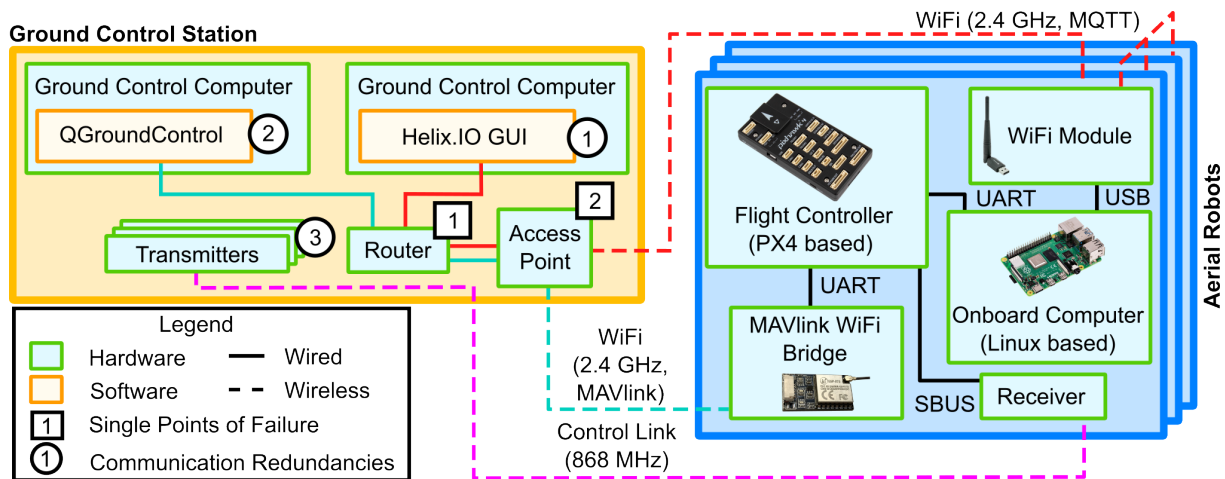 WiFi (2.4 GHz, MQTT)
Ground Control Station
Ground Control Computer
QGroundControl
2
Ground Control Computer
Helix.IO GUI
1
Transmitters
3
Router
1
Access
Point
2
WiFi
(2.4 GHz,
MAVlink)
Control Link
(868 MHz)
Flight Controller
(PX4 based)
UART
MAVlink WiFi
Bridge
WiFi Module
UART
USB
Onboard Computer
(Linux based)
SBUS
Receiver
Aerial Robots
Legend
Hardware
Wired
Software
Wireless
1
Single Points of Failure
1
Communication Redundancies